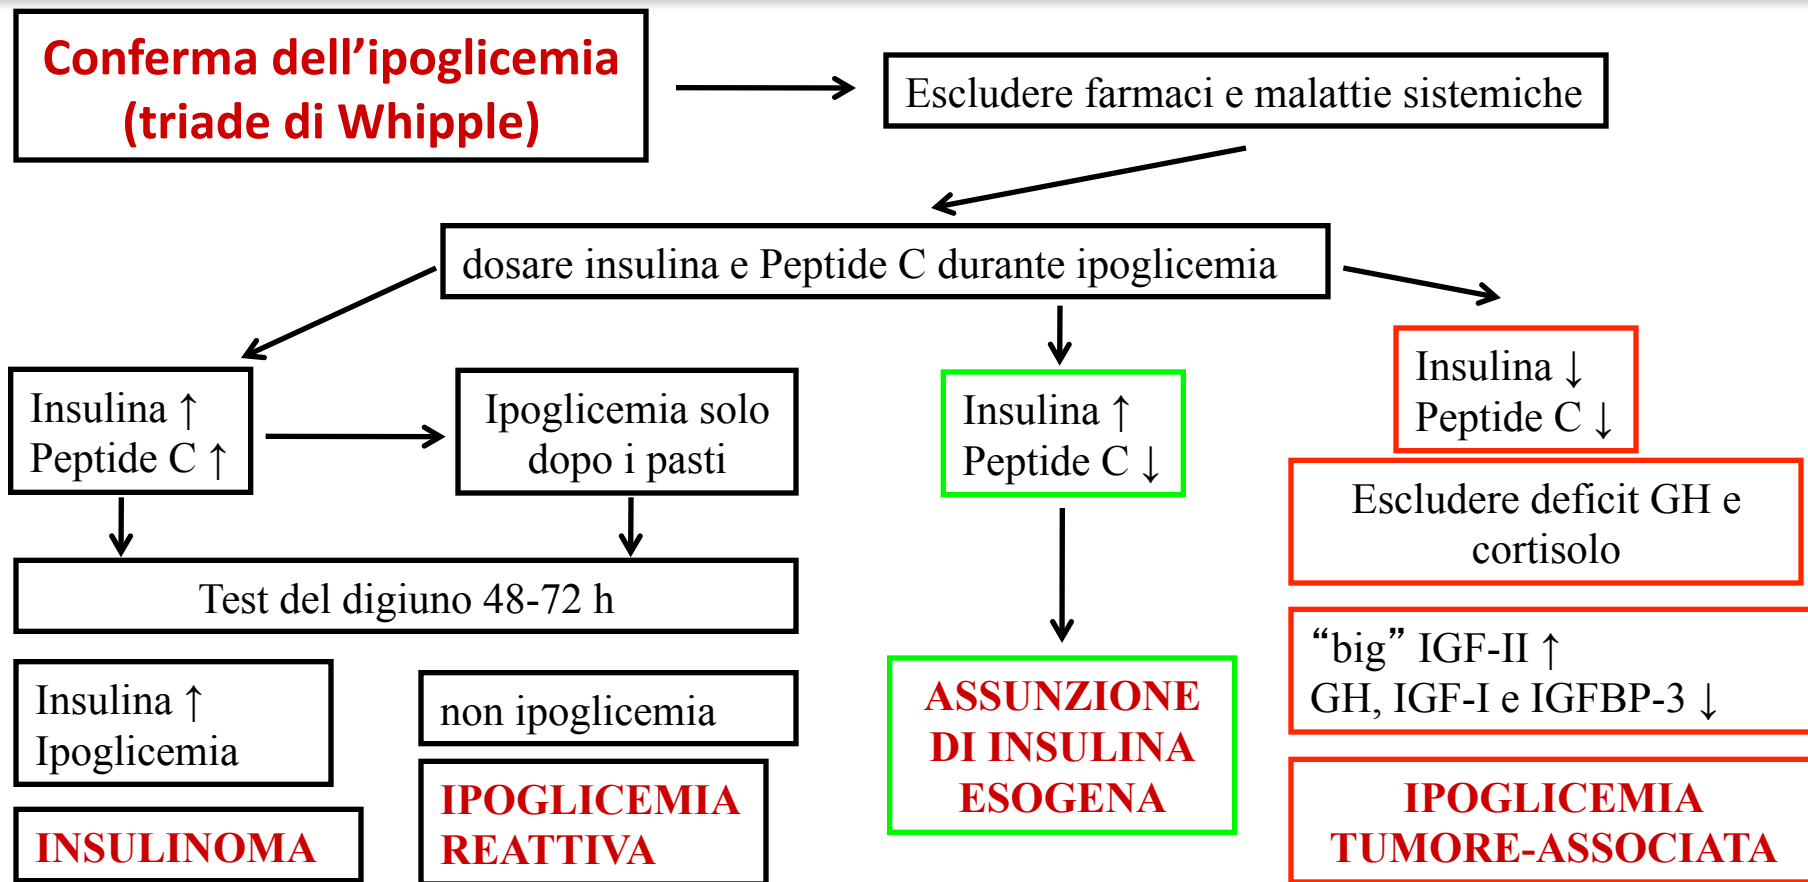 Conferma dell’ipoglicemia
(triade di Whipple)
Escludere farmaci e malattie sistemiche
dosare insulina e Peptide C durante ipoglicemia
Insulina ↑
Peptide C ↑
Ipoglicemia solo
dopo i pasti
Insulina ↑
Peptide C ↓
Insulina ↓
Peptide C ↓
Escludere deficit GH e
cortisolo
Test del digiuno 48-72 h
“big” IGF-II ↑
GH, IGF-I e IGFBP-3 ↓
Insulina ↑
Ipoglicemia
non ipoglicemia
ASSUNZIONE
DI INSULINA
ESOGENA
INSULINOMA
IPOGLICEMIA
REATTIVA
IPOGLICEMIA
TUMORE-ASSOCIATA